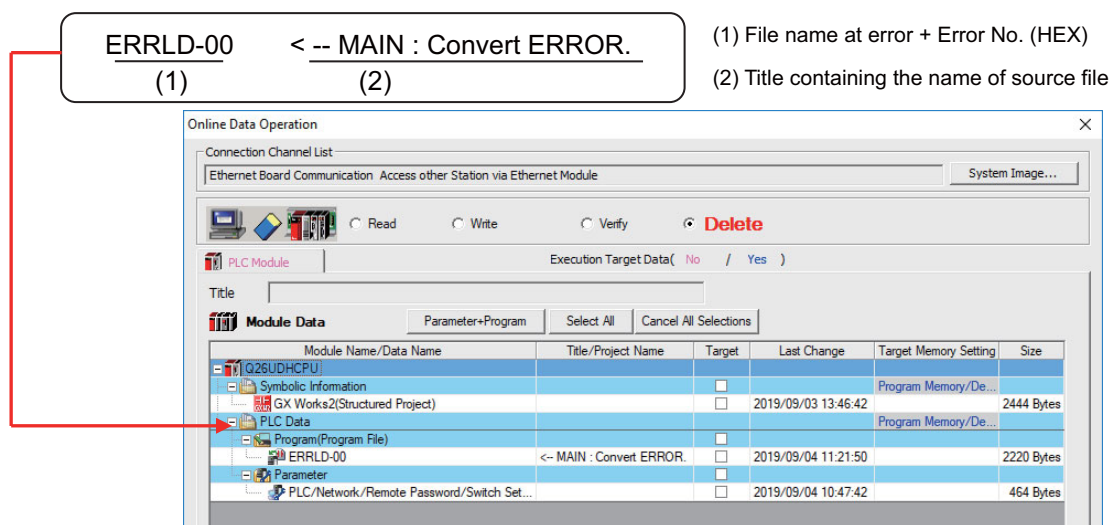 ERRLD-00 < -- MAIN : Convert ERROR.
(1) (2)
(1) File name at error + Error No. (HEX)
(2) Title containing the name of source file
Online Data Operation
Connection Channel List
Ethernet Board Communication Access other Station via Ethernet Module
System Image...
Read Write Verify Delete
PLC Module
Execution Target Data( No / Yes )
Title
Module Data Parameter+Program Select All Cancel All Selections
Module Name/Data Name Title/Project Name Target Last Change Target Memory Setting Size
Q26UDHCPU
Symbolic Information Program Memory/De...
GX Works2(Structured Project) 2019/09/03 13:46:42 2444 Bytes
PLC Data Program Memory/De...
Program(Program File)
ERRLD-00 <-- MAIN : Convert ERROR. 2019/09/04 11:21:50 2220 Bytes
Parameter
PLC/Network/Remote Password/Switch Set... 2019/09/04 10:47:42 464 Bytes